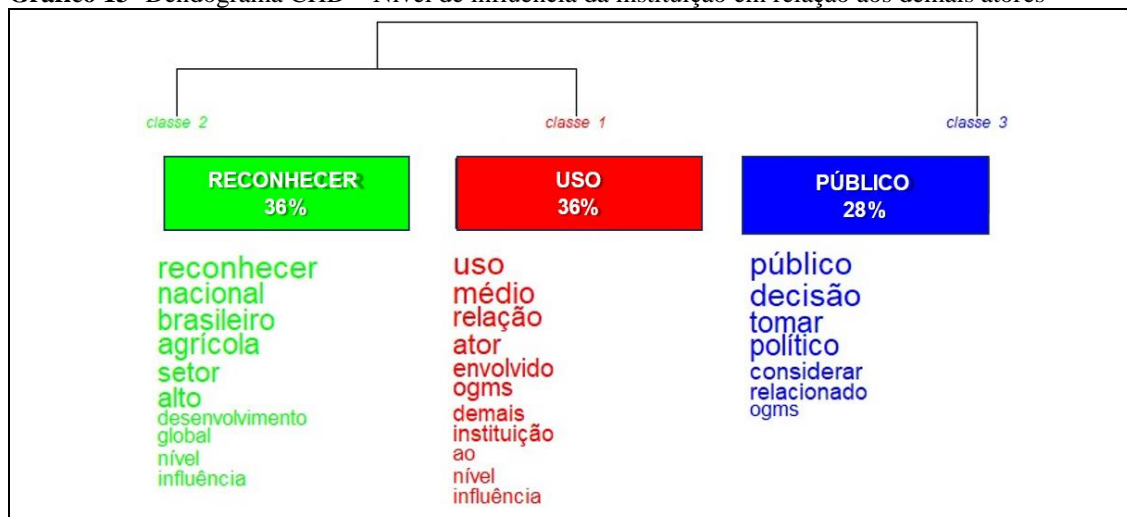 Gráfico 15- Dendograma CHD – Nível de influência da Instituição em relação aos demais atores
classe 2
classe 1
classe 3
RECONHECER
36%
USO
36%
PÚBLICO
28%
reconhecer
nacional
brasileiro
agrícola
setor
alto
desenvolvimento
global
nível
influência
uso
médio
relação
ator
envolvido
ogms
demais
instituição
ao
nível
influência
público
decisão
tomar
político
considerar
relacionado
ogms